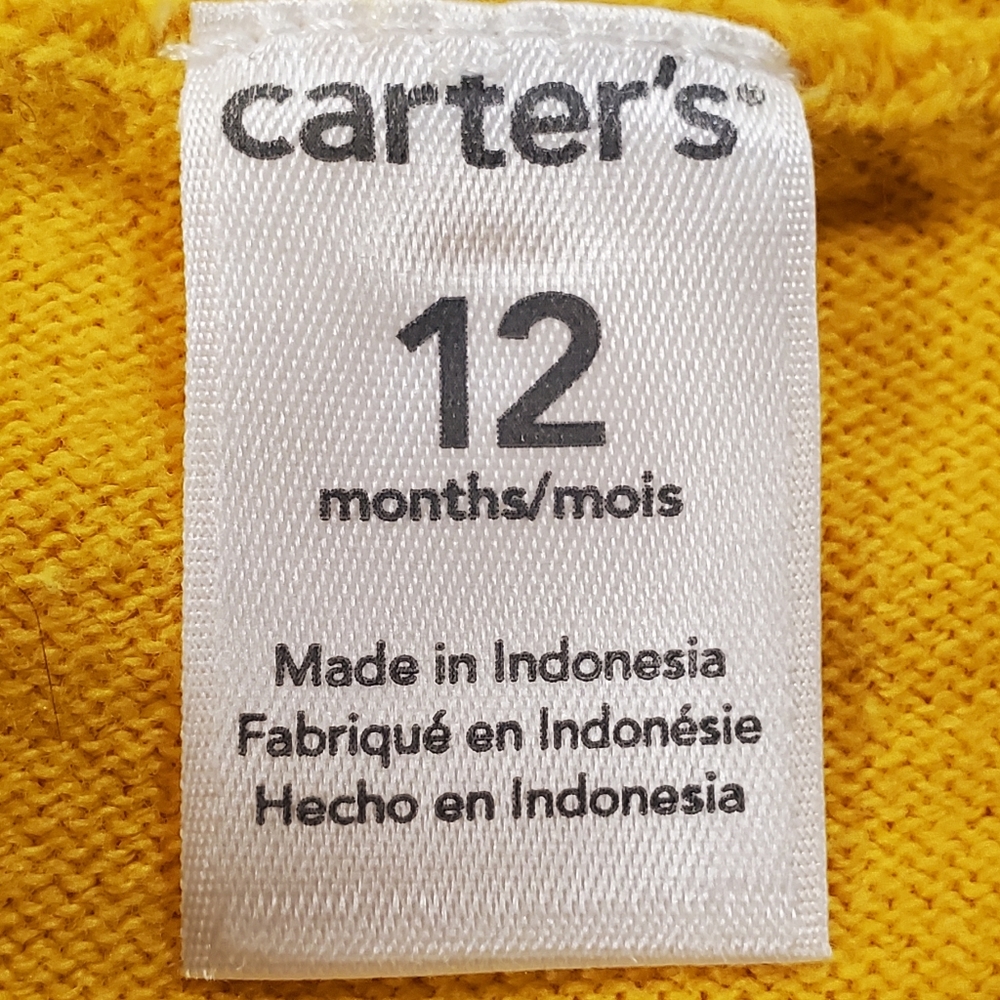 carter's®
12
months/mois
Made in Indonesia
Fabriqué en Indonésie
Hecho en Indonesia